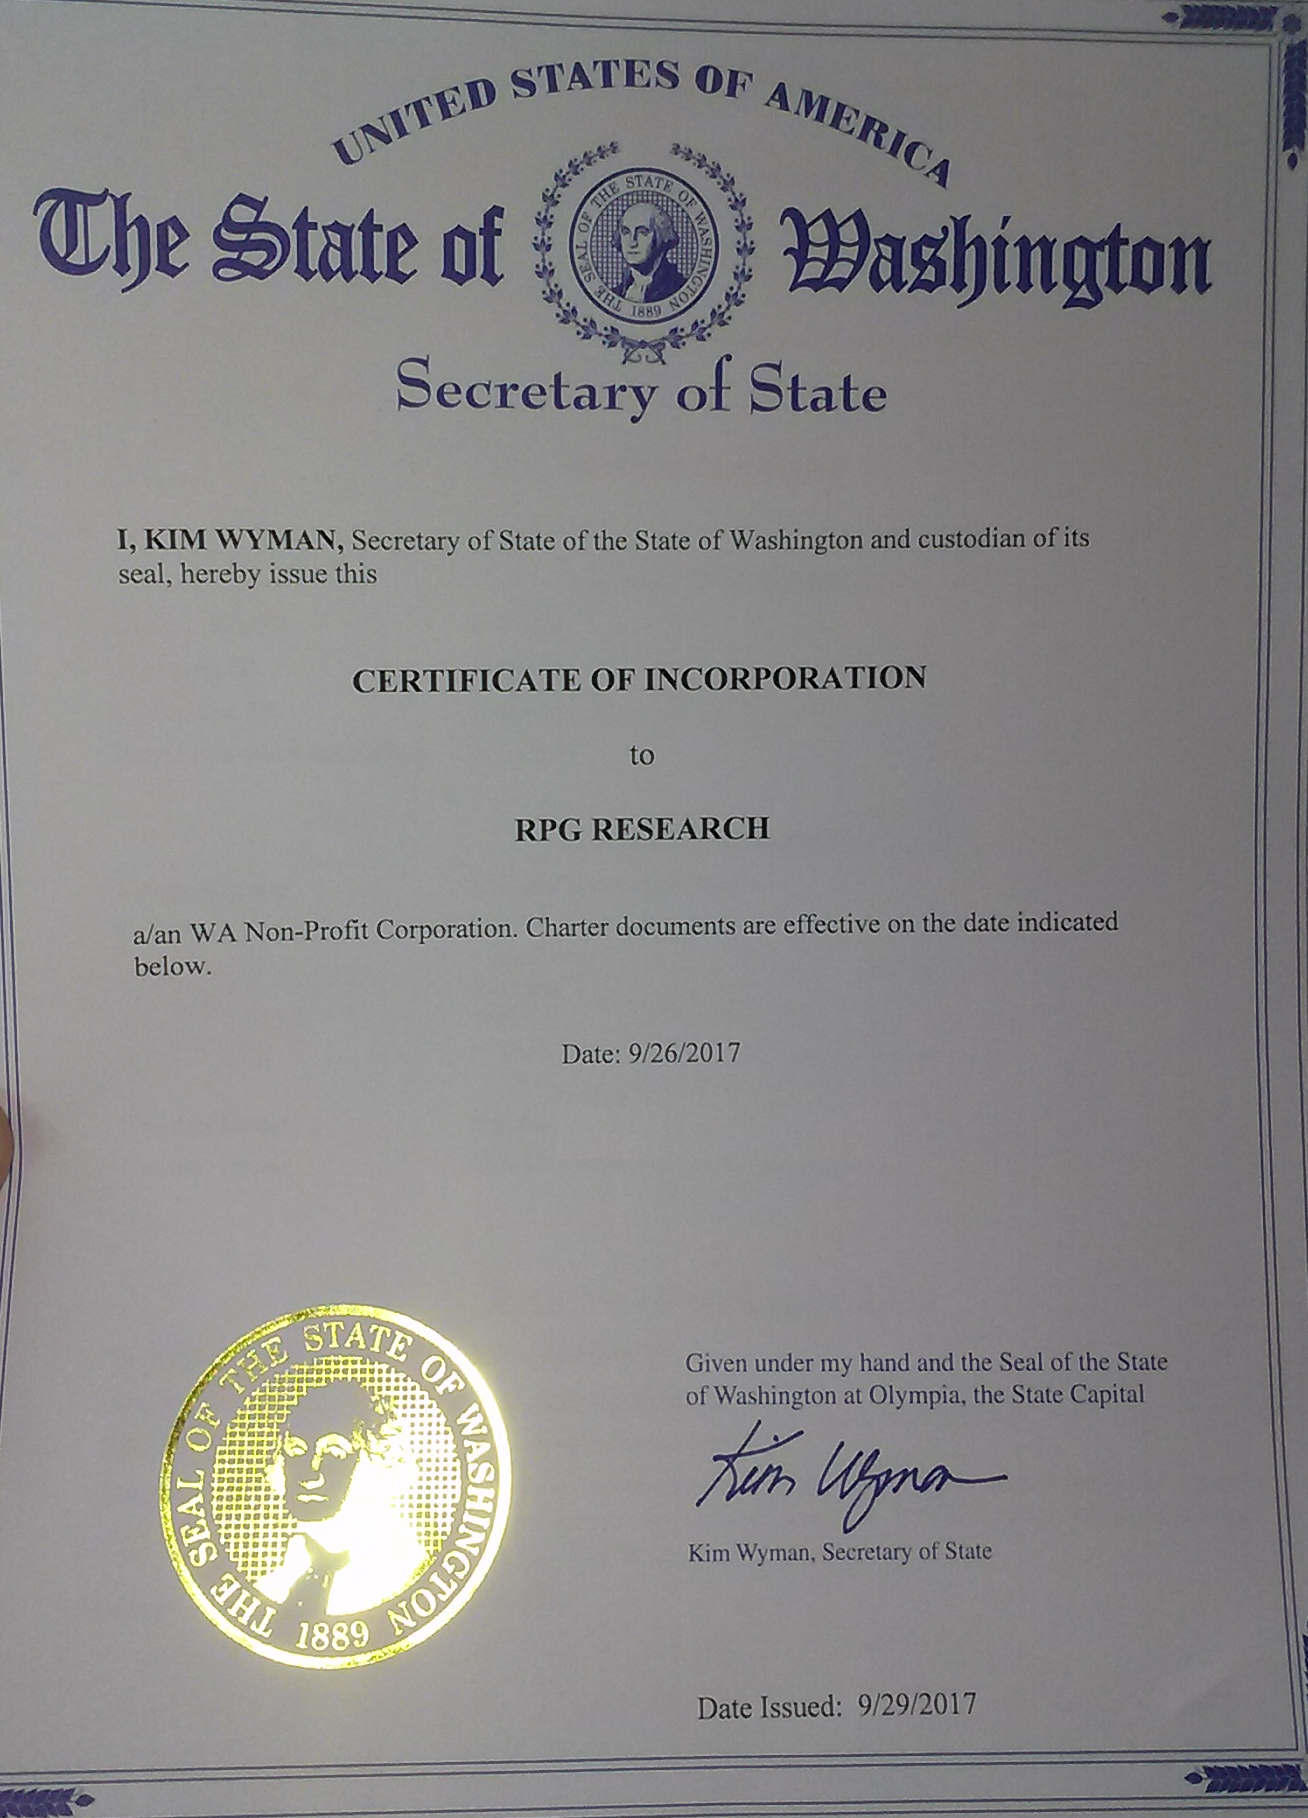 UNITED STATES OF AMERICA
The State of Washington
THE SEAL OF THE STATE OF WASHINGTON
1889
Secretary of State
I, KIM WYMAN, Secretary of State of the State of Washington and custodian of its
seal, hereby issue this
CERTIFICATE OF INCORPORATION
to
RPG RESEARCH
a/an WA Non-Profit Corporation. Charter documents are effective on the date indicated
below.
Date: 9/26/2017
THE SEAL OF THE STATE OF WASHINGTON
1889
Given under my hand and the Seal of the State
of Washington at Olympia, the State Capital
Kim Wyman
Kim Wyman, Secretary of State
Date Issued: 9/29/2017